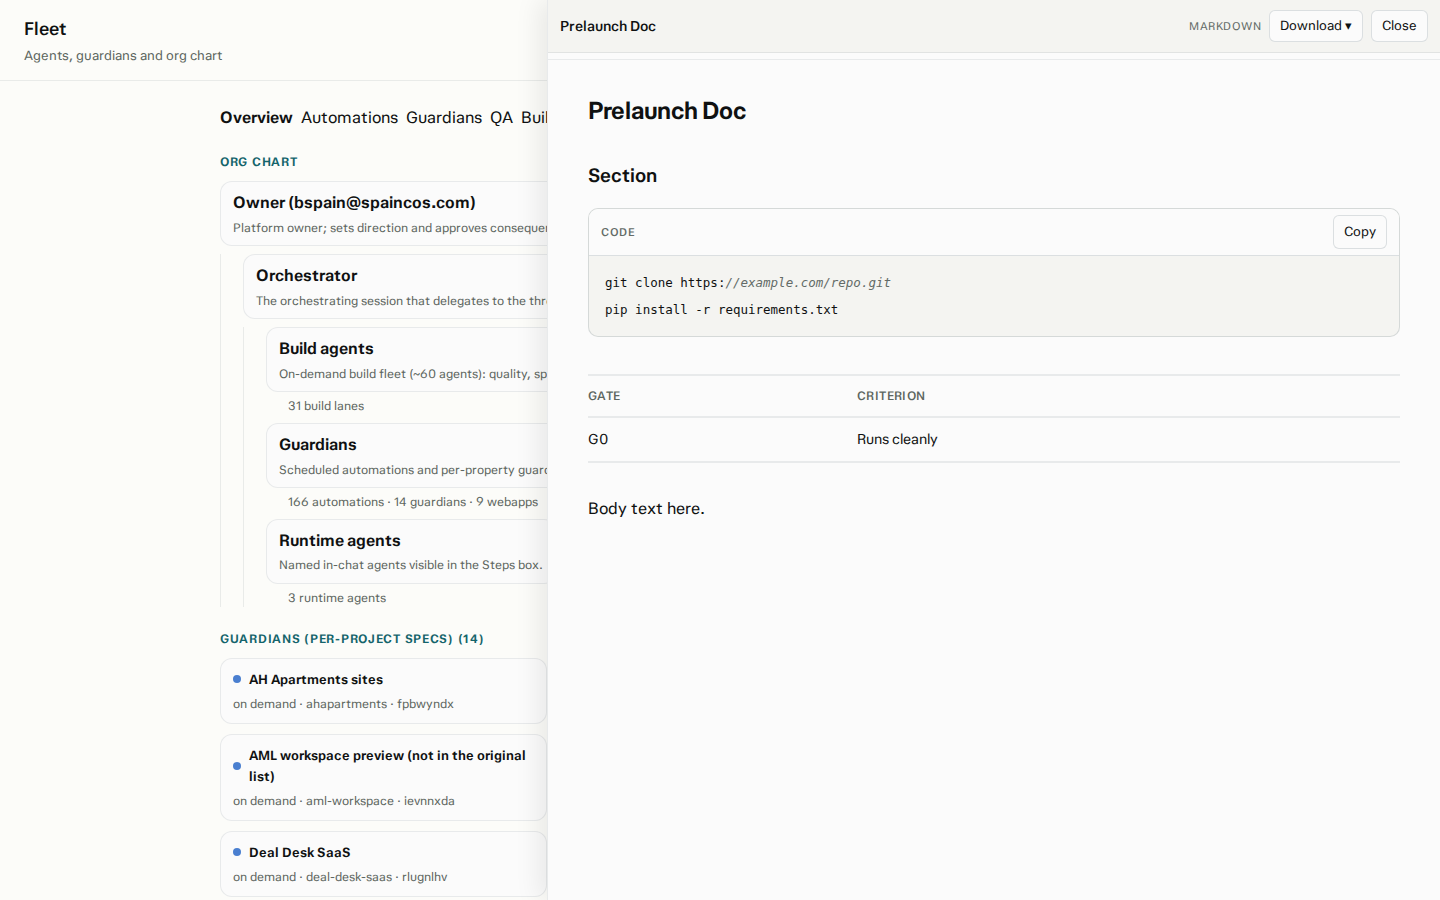 Fleet
Agents, guardians and org chart
Overview Automations Guardians QA Buil
ORG CHART
Owner (bspain@spaincos.com)
Platform owner; sets direction and approves consequen
Orchestrator
The orchestrating session that delegates to the thr
Build agents
On-demand build fleet (~60 agents): quality, sp
31 build lanes
Guardians
Scheduled automations and per-property guard
166 automations · 14 guardians · 9 webapps
Runtime agents
Named in-chat agents visible in the Steps box.
3 runtime agents
GUARDIANS (PER-PROJECT SPECS) (14)
AH Apartments sites
on demand · ahapartments · fpbwyndx
AML workspace preview (not in the original
list)
on demand · aml-workspace · ievnnxda
Deal Desk SaaS
on demand · deal-desk-saas · rlugnlhv
Prelaunch Doc
MARKDOWN
Download ▾
Close
Prelaunch Doc
Section
CODE
Copy
git clone https://example.com/repo.git
pip install -r requirements.txt
GATE CRITERION
G0 Runs cleanly
Body text here.